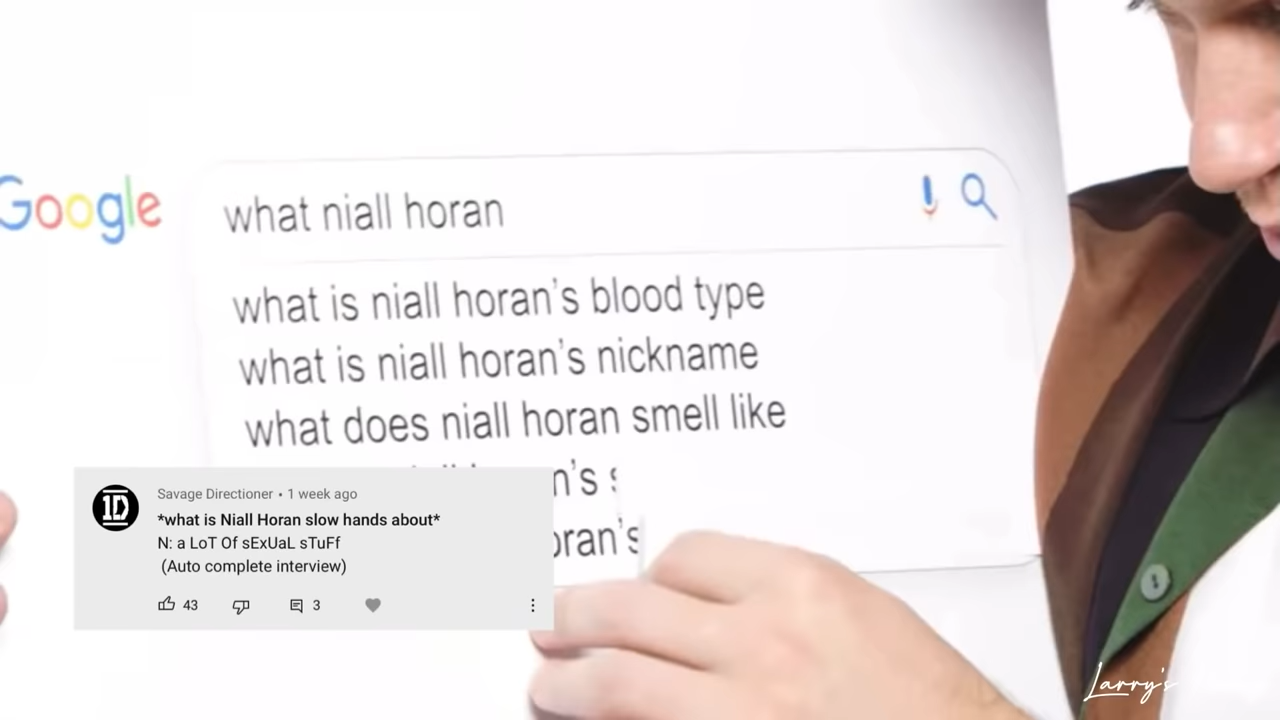 Google
what niall horan
what is niall horan's blood type
what is niall horan's nickname
what does niall horan smell like
n's
oran's
1D
Savage Directioner • 1 week ago
*what is Niall Horan slow hands about*
N: a LoT Of sExUaL sTuFf
(Auto complete interview)
43
3
Larry's